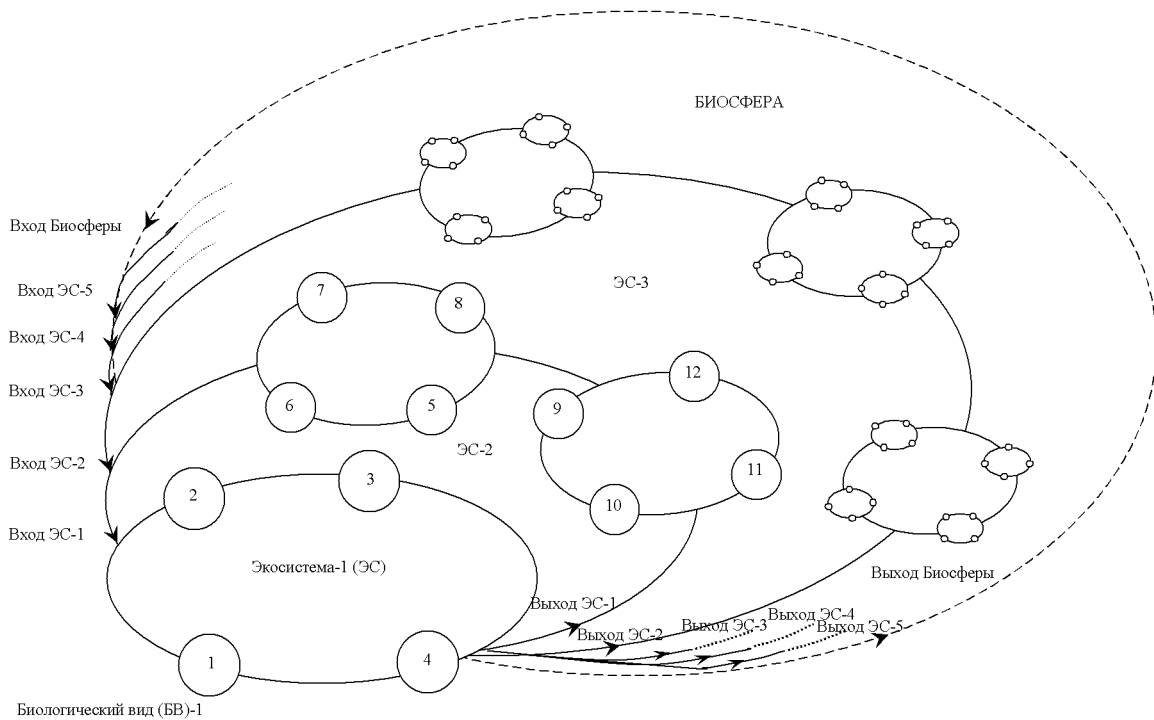 БИОСФЕРА
Вход Биосферы
ЭС-3
Вход ЭС-5
7
8
Вход ЭС-4
12
Вход ЭС-3
6
5
9
ЭС-2
Вход ЭС-2
3
11
2
10
Вход ЭС-1
Экосистема-1 (ЭС)
Выход Биосферы
Выход ЭС-1
Выход ЭС-4
Выход ЭС-3
Выход ЭС-5
Выход ЭС-2
1
4
Биологический вид (БВ)-1